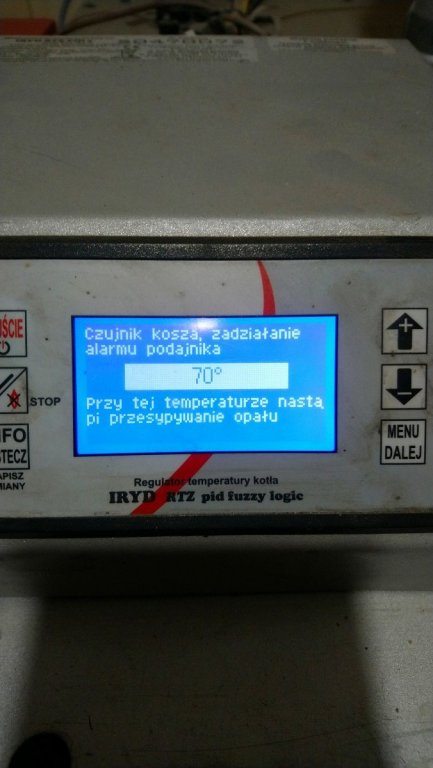 Czujnik kosza, zadziałanie
alarmu podajnika
70°
Przy tej temperaturze nastą
pi przesypywanie opału
STOP
MENU
DALEJ
Regulator temperatury kotła
IRYD RTZ pid fuzzy logic